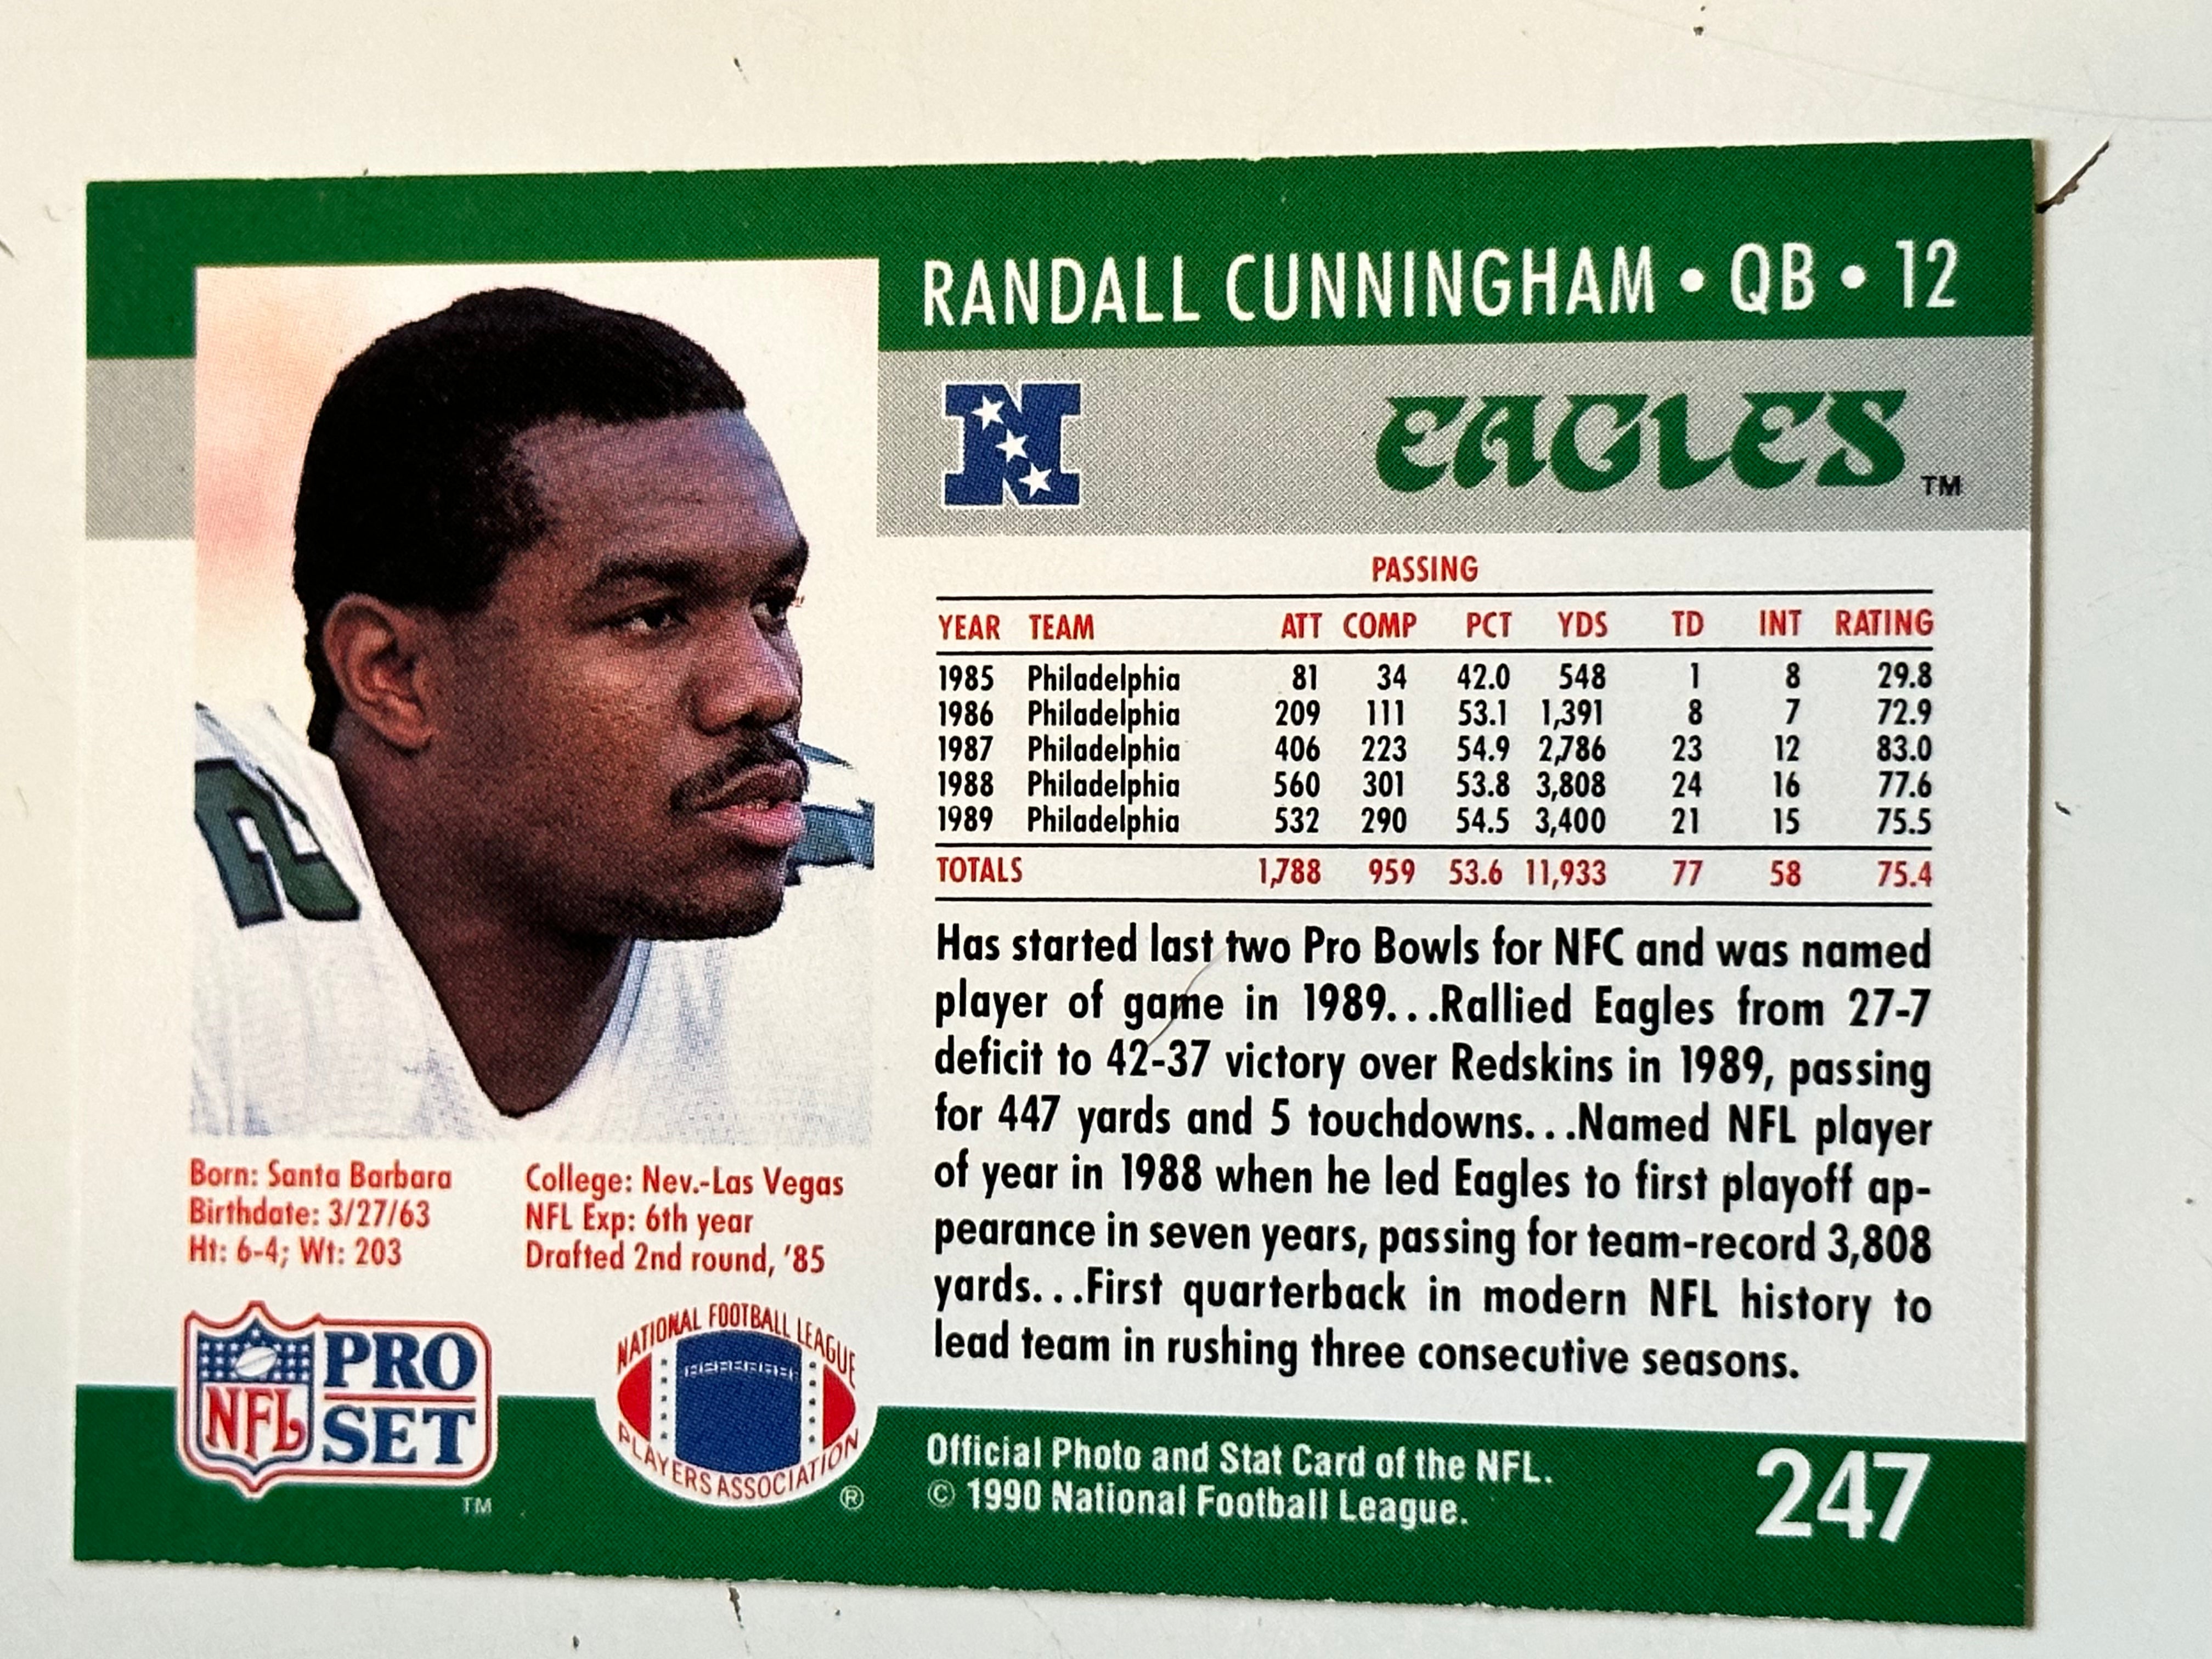 RANDALL CUNNINGHAM • QB • 12
N
EAGLES TM
PASSING
YEAR TEAM ATT COMP PCT YDS TD INT RATING
1985 Philadelphia 81 34 42.0 548 1 8 29.8
1986 Philadelphia 209 111 53.1 1,391 8 7 72.9
1987 Philadelphia 406 223 54.9 2,786 23 12 83.0
1988 Philadelphia 560 301 53.8 3,808 24 16 77.6
1989 Philadelphia 532 290 54.5 3,400 21 15 75.5
TOTALS 1,788 959 53.6 11,933 77 58 75.4
Has started last two Pro Bowls for NFC and was named
player of game in 1989...Rallied Eagles from 27-7
deficit to 42-37 victory over Redskins in 1989, passing
for 447 yards and 5 touchdowns...Named NFL player
of year in 1988 when he led Eagles to first playoff ap-
pearance in seven years, passing for team-record 3,808
yards...First quarterback in modern NFL history to
lead team in rushing three consecutive seasons.
2
Born: Santa Barbara
Birthdate: 3/27/63
Ht: 6-4; Wt: 203
College: Nev.-Las Vegas
NFL Exp: 6th year
Drafted 2nd round, '85
NFL
PRO
SET
TM
NATIONAL FOOTBALL LEAGUE
PLAYERS ASSOCIATION
®
Official Photo and Stat Card of the NFL.
© 1990 National Football League.
247